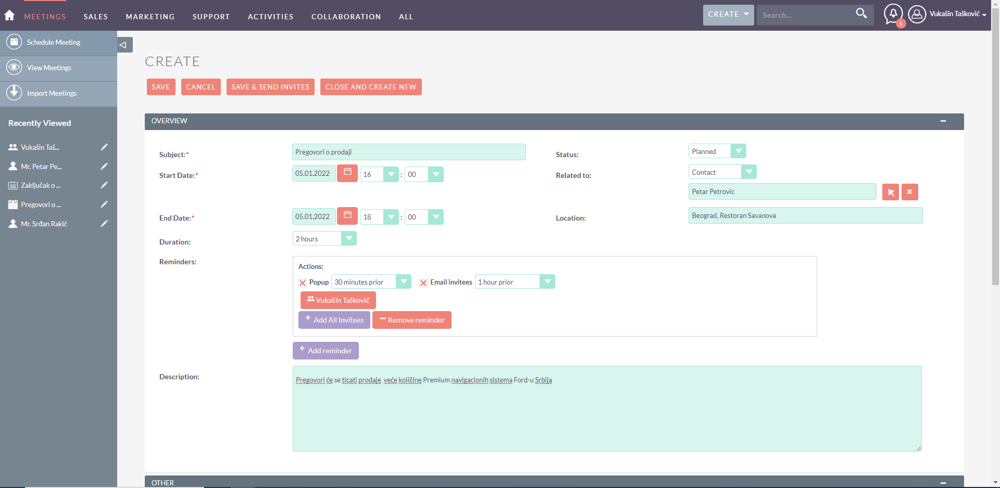 MEETINGS SALES MARKETING SUPPORT ACTIVITIES COLLABORATION ALL CREATE Search... 1 Vukašin Tašković
Schedule Meeting
View Meetings
Import Meetings
Recently Viewed
Vukašin Taš...
Mr. Petar Pe...
Zaključak o ...
Pregovori o ...
Mr. Srđan Rakić
CREATE
SAVE CANCEL SAVE & SEND INVITES CLOSE AND CREATE NEW
OVERVIEW
Subject:* Pregovori o prodaji Status: Planned
Start Date:* 05.01.2022 16 : 00 Related to: Contact
Petar Petrovic
End Date:* 05.01.2022 18 : 00 Location: Beograd, Restoran Savanova
Duration: 2 hours
Reminders:
Actions:
Popup 30 minutes prior Email invitees 1 hour prior
Vukašin Tašković
Add All Invitees Remove reminder
Add reminder
Description: Pregovori će se ticati prodaje  veće količine Premium navigacionih sistema Ford-u Srbija
OTHER